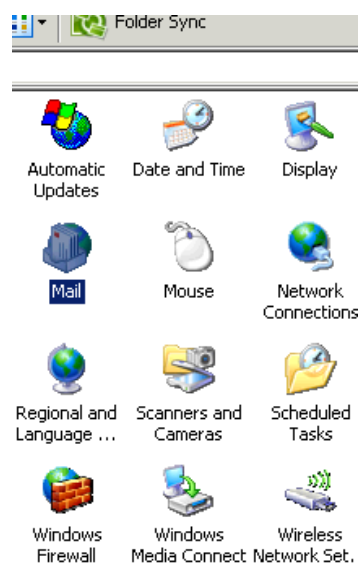 Folder Sync
Automatic Updates
Date and Time
Display
Mail
Mouse
Network Connections
Regional and Language ...
Scanners and Cameras
Scheduled Tasks
Windows Firewall
Windows Media Connect
Wireless Network Set.